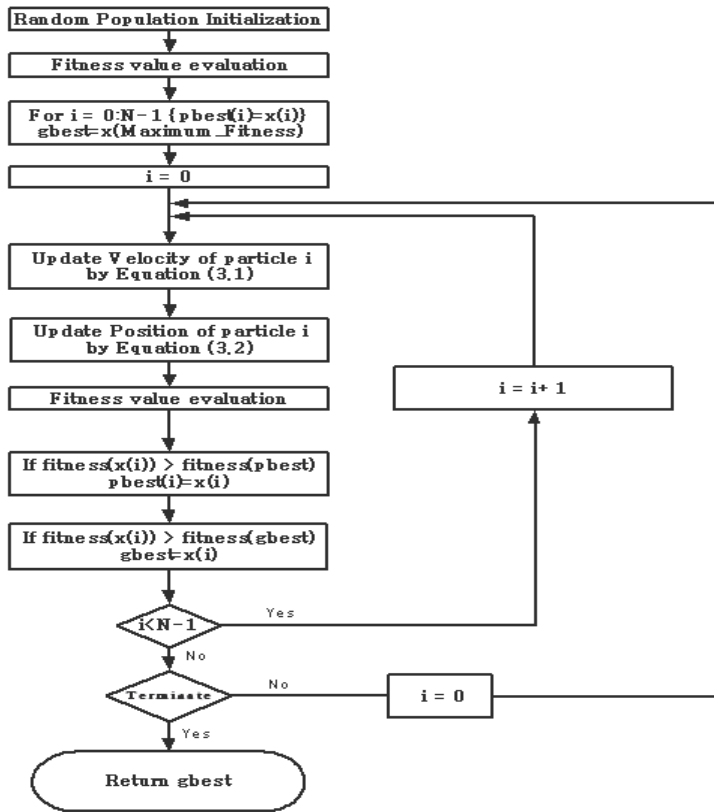 Random Population Initialization
Fitness value evaluation
For i = 0:N-1 {pbest(i)=x(i)}
gbest=x(Maximum_Fitness)
i = 0
Update Velocity of particle i
by Equation (3.1)
Update Position of particle i
by Equation (3.2)
i = i+ 1
Fitness value evaluation
If fitness(x(i)) > fitness(pbest)
pbest(i)=x(i)
If fitness(x(i)) > fitness(gbest)
gbest=x(i)
i<N-1
Yes
No
Terminate
No
i = 0
Yes
Return gbest